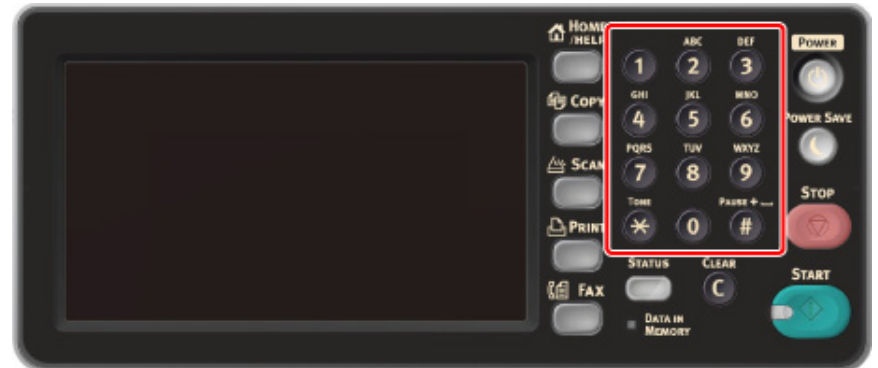 HOME
/HELP
COPY
SCAN
PRINT
FAX
1
ABC
2
DEF
3
GHI
4
JKL
5
MNO
6
PQRS
7
TUV
8
WXYZ
9
TONE
*
0
PAUSE + –
#
STATUS
CLEAR
C
DATA IN
MEMORY
POWER
POWER SAVE
STOP
START